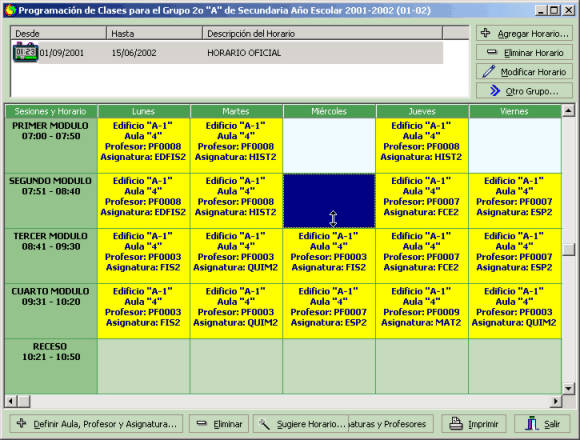 Programación de Clases para el Grupo 2o "A" de Secundaria Año Escolar 2001-2002 (01-02)
Desde Hasta Descripción del Horario
01:23 01/09/2001 15/06/2002 HORARIO OFICIAL
Agregar Horario...
Eliminar Horario
Modificar Horario
Otro Grupo...
Sesiones y Horario Lunes Martes Miércoles Jueves Viernes
PRIMER MODULO Edificio "A-1" Edificio "A-1" Edificio "A-1"
07:00 - 07:50 Aula "4" Aula "4" Aula "4"
Profesor: PF0008 Profesor: PF0008 Profesor: PF0008
Asignatura: EDFIS2 Asignatura: HIST2 Asignatura: HIST2
SEGUNDO MODULO Edificio "A-1" Edificio "A-1" Edificio "A-1" Edificio "A-1"
07:51 - 08:40 Aula "4" Aula "4" Aula "4" Aula "4"
Profesor: PF0008 Profesor: PF0008 Profesor: PF0007 Profesor: PF0007
Asignatura: EDFIS2 Asignatura: HIST2 Asignatura: FCE2 Asignatura: ESP2
TERCER MODULO Edificio "A-1" Edificio "A-1" Edificio "A-1" Edificio "A-1" Edificio "A-1"
08:41 - 09:30 Aula "4" Aula "4" Aula "4" Aula "4" Aula "4"
Profesor: PF0003 Profesor: PF0003 Profesor: PF0003 Profesor: PF0007 Profesor: PF0007
Asignatura: FIS2 Asignatura: QUIM2 Asignatura: FIS2 Asignatura: FCE2 Asignatura: ESP2
CUARTO MODULO Edificio "A-1" Edificio "A-1" Edificio "A-1" Edificio "A-1" Edificio "A-1"
09:31 - 10:20 Aula "4" Aula "4" Aula "4" Aula "4" Aula "4"
Profesor: PF0003 Profesor: PF0003 Profesor: PF0007 Profesor: PF0009 Profesor: PF0003
Asignatura: FIS2 Asignatura: QUIM2 Asignatura: ESP2 Asignatura: MAT2 Asignatura: QUIM2
RECESO
10:21 - 10:50
Definir Aula, Profesor y Asignatura... Eliminar Sugiere Horario... aturas y Profesores Imprimir Salir